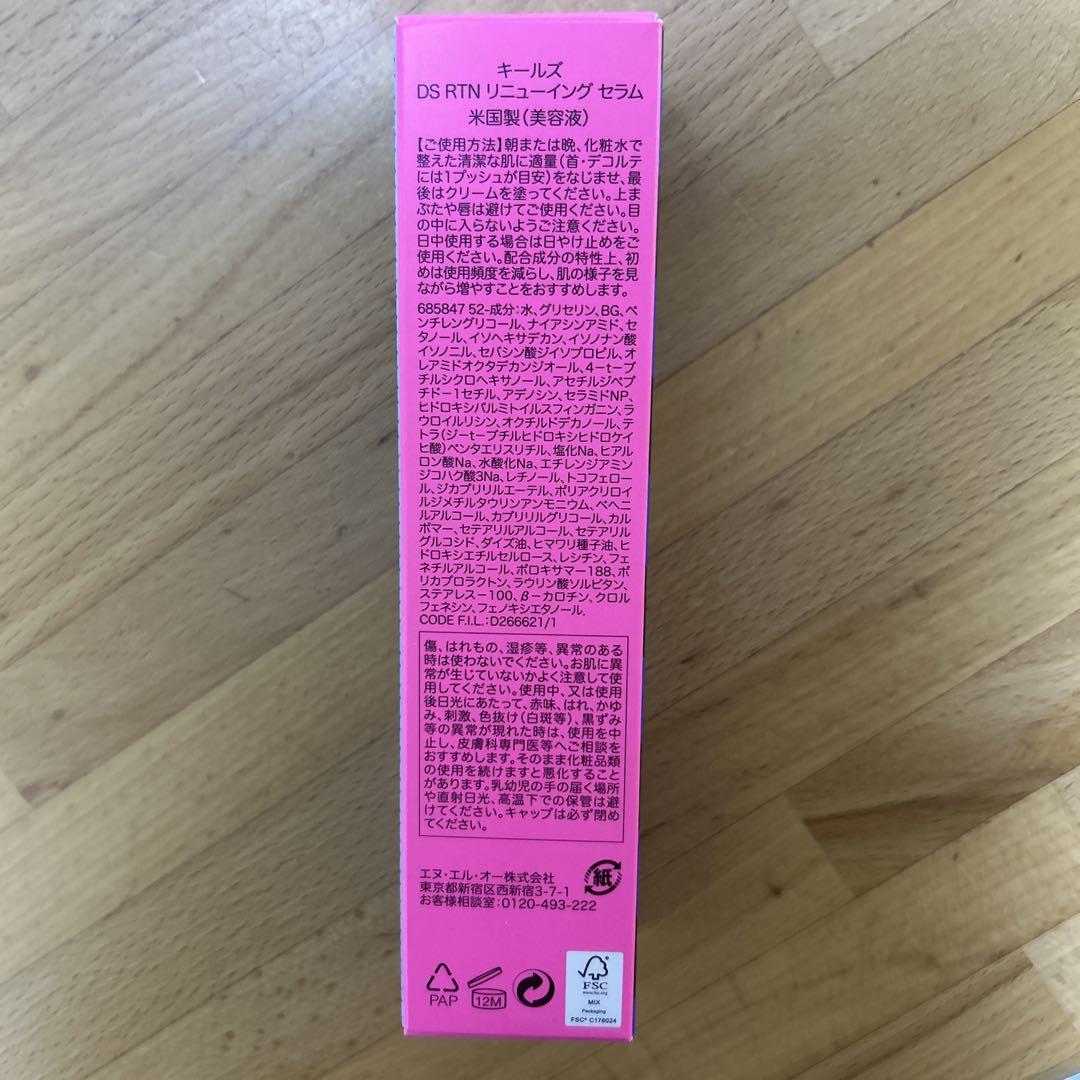 キールズ
DS RTN リニューイング セラム
米国製(美容液)
【ご使用方法】朝または晩、化粧水で
整えた清潔な肌に適量(首・デコルテ
には1プッシュが目安)をなじませ、最
後はクリームを塗ってください。上ま
ぶたや唇は避けてご使用ください。目
の中に入らないようご注意ください。
日中使用する場合は日やけ止めをご
使用ください。配合成分の特性上、初
めは使用頻度を減らし、肌の様子を見
ながら増やすことをおすすめします。
685847 52-成分:水、グリセリン、BG、ペ
ンチレングリコール、ナイアシンアミド、セ
タノール、イソヘキサデカン、イソノナン酸
イソノニル、セバシン酸ジイソプロピル、オ
レアミドオクタデカンジオール、4-t-ブ
チルシクロヘキサノール、アセチルジペプ
チド-1セチル、アデノシン、セラミドNP、
ヒドロキシパルミトイルスフィンガニン、ラ
ウロイルリシン、オクチルドデカノール、テ
トラ(ジ-t-ブチルヒドロキシヒドロケイ
ヒ酸)ペンタエリスリチル、塩化Na、ヒアル
ロン酸Na、水酸化Na、エチレンジアミン
ジコハク酸3Na、レチノール、トコフェロー
ル、ジカプリリルエーテル、ポリアクリロイ
ルジメチルタウリンアンモニウム、ベヘニ
ルアルコール、カプリリルグリコール、カル
ボマー、セテアリルアルコール、セテアリル
グルコシド、ダイズ油、ヒマワリ種子油、ヒ
ドロキシエチルセルロース、レシチン、フェ
ネチルアルコール、ポロキサマー188、ポ
リカプロラクトン、ラウリン酸ソルビタン、
ステアレス-100、β-カロチン、クロル
フェネシン、フェノキシエタノール.
CODE F.I.L.:D266621/1
傷、はれもの、湿疹等、異常のある
時は使わないでください。お肌に異
常が生じていないかよく注意して使
用してください。使用中、又は使用
後日光にあたって、赤味、はれ、かゆ
み、刺激、色抜け(白斑等)、黒ずみ
等の異常が現れた時は、使用を中
止し、皮膚科専門医等へご相談を
おすすめします。そのまま化粧品類
の使用を続けますと悪化すること
があります。乳幼児の手の届く場所
や直射日光、高温下での保管は避
けてください。キャップは必ず閉め
てください。
エヌ・エル・オー株式会社
東京都新宿区西新宿3-7-1
お客様相談室:0120-493-222
紙
PAP
12M
FSC
www.fsc.org
MIX
Packaging
FSC® C176024